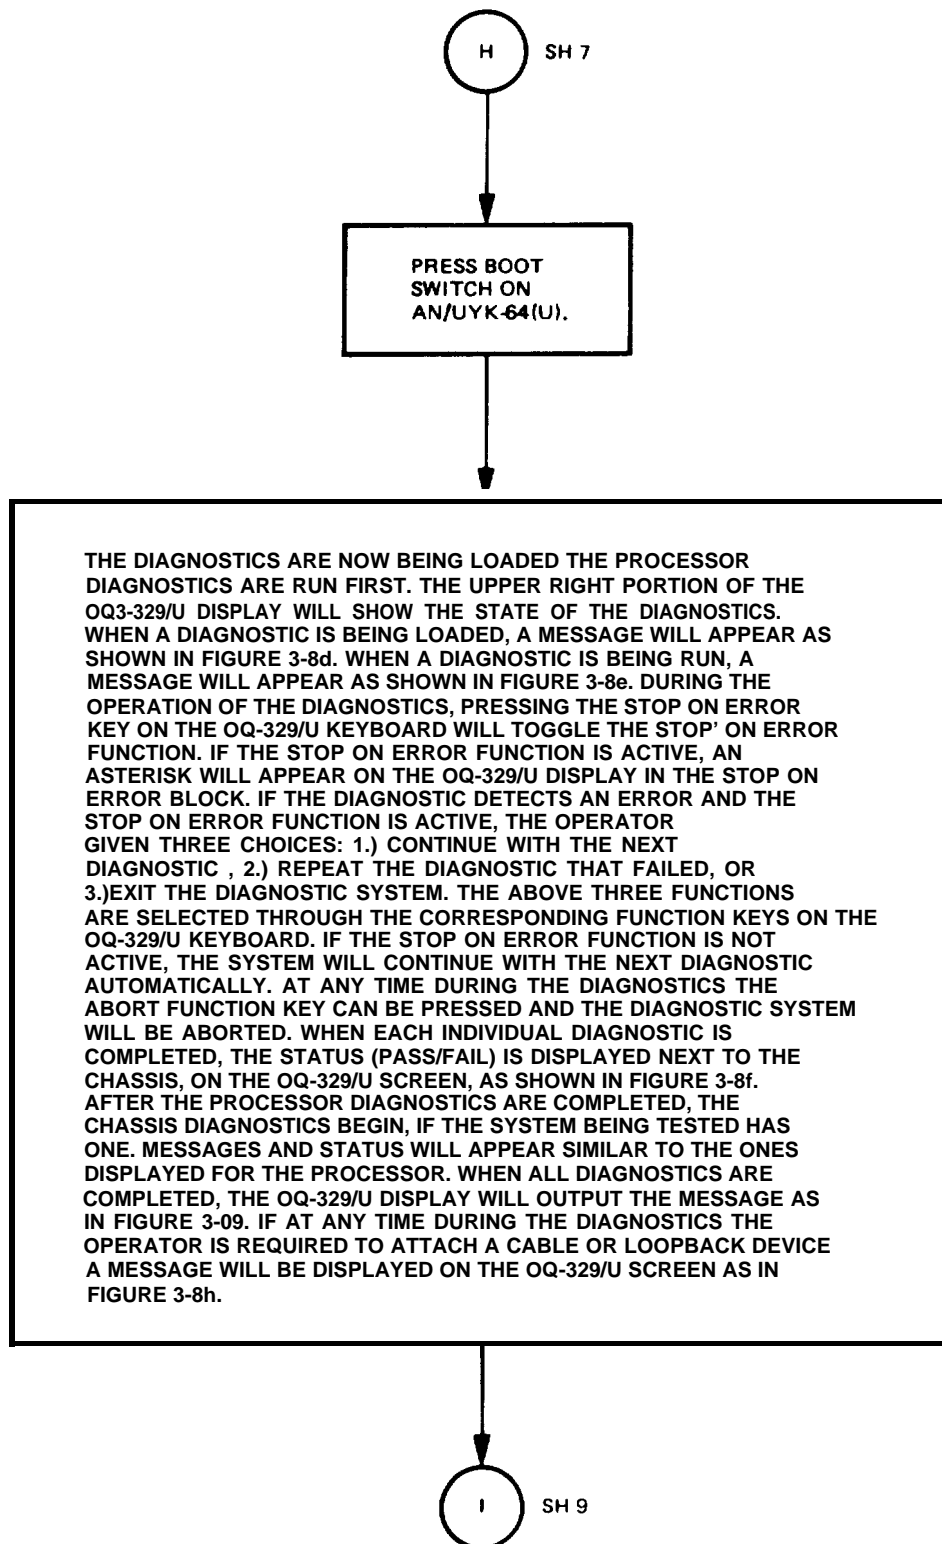 H SH 7
PRESS BOOT
SWITCH ON
AN/UYK-64(U).
THE DIAGNOSTICS ARE NOW BEING LOADED THE PROCESSOR
DIAGNOSTICS ARE RUN FIRST. THE UPPER RIGHT PORTION OF THE
OQ3-329/U DISPLAY WILL SHOW THE STATE OF THE DIAGNOSTICS.
WHEN A DIAGNOSTIC IS BEING LOADED, A MESSAGE WILL APPEAR AS
SHOWN IN FIGURE 3-8d. WHEN A DIAGNOSTIC IS BEING RUN, A
MESSAGE WILL APPEAR AS SHOWN IN FIGURE 3-8e. DURING THE
OPERATION OF THE DIAGNOSTICS, PRESSING THE STOP ON ERROR
KEY ON THE OQ-329/U KEYBOARD WILL TOGGLE THE STOP' ON ERROR
FUNCTION. IF THE STOP ON ERROR FUNCTION IS ACTIVE, AN
ASTERISK WILL APPEAR ON THE OQ-329/U DISPLAY IN THE STOP ON
ERROR BLOCK. IF THE DIAGNOSTIC DETECTS AN ERROR AND THE
STOP ON ERROR FUNCTION IS ACTIVE, THE OPERATOR
GIVEN THREE CHOICES: 1.) CONTINUE WITH THE NEXT
DIAGNOSTIC , 2.) REPEAT THE DIAGNOSTIC THAT FAILED, OR
3.)EXIT THE DIAGNOSTIC SYSTEM. THE ABOVE THREE FUNCTIONS
ARE SELECTED THROUGH THE CORRESPONDING FUNCTION KEYS ON THE
OQ-329/U KEYBOARD. IF THE STOP ON ERROR FUNCTION IS NOT
ACTIVE, THE SYSTEM WILL CONTINUE WITH THE NEXT DIAGNOSTIC
AUTOMATICALLY. AT ANY TIME DURING THE DIAGNOSTICS THE
ABORT FUNCTION KEY CAN BE PRESSED AND THE DIAGNOSTIC SYSTEM
WILL BE ABORTED. WHEN EACH INDIVIDUAL DIAGNOSTIC IS
COMPLETED, THE STATUS (PASS/FAIL) IS DISPLAYED NEXT TO THE
CHASSIS, ON THE OQ-329/U SCREEN, AS SHOWN IN FIGURE 3-8f.
AFTER THE PROCESSOR DIAGNOSTICS ARE COMPLETED, THE
CHASSIS DIAGNOSTICS BEGIN, IF THE SYSTEM BEING TESTED HAS
ONE. MESSAGES AND STATUS WILL APPEAR SIMILAR TO THE ONES
DISPLAYED FOR THE PROCESSOR. WHEN ALL DIAGNOSTICS ARE
COMPLETED, THE OQ-329/U DISPLAY WILL OUTPUT THE MESSAGE AS
IN FIGURE 3-09. IF AT ANY TIME DURING THE DIAGNOSTICS THE
OPERATOR IS REQUIRED TO ATTACH A CABLE OR LOOPBACK DEVICE
A MESSAGE WILL BE DISPLAYED ON THE OQ-329/U SCREEN AS IN
FIGURE 3-8h.
I SH 9